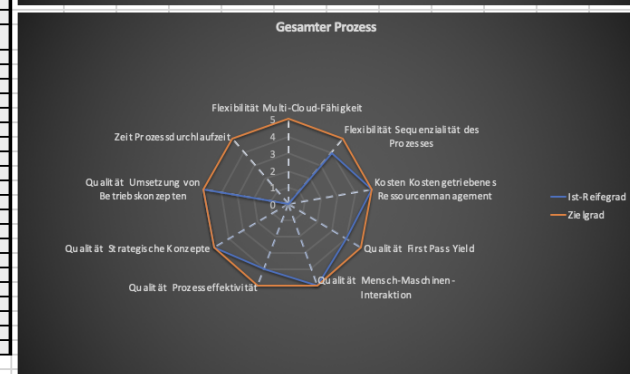 Gesamter Prozess
Flexibilität Multi-Cloud-Fähigkeit
Zeit Prozessdurchlaufzeit
Flexibilität Sequenzialität des
Prozesses
Qualität Umsetzung von
Betriebskonzepten
Kosten Kostengetriebenes
Ressourcenmanagement
Qualität Strategische Konzepte
Qualität First Pass Yield
Qualität Prozesseffektivität
Qualität Mensch-Maschinen-
Interaktion
5
4
3
2
1
0
Ist-Reifegrad
Zielgrad